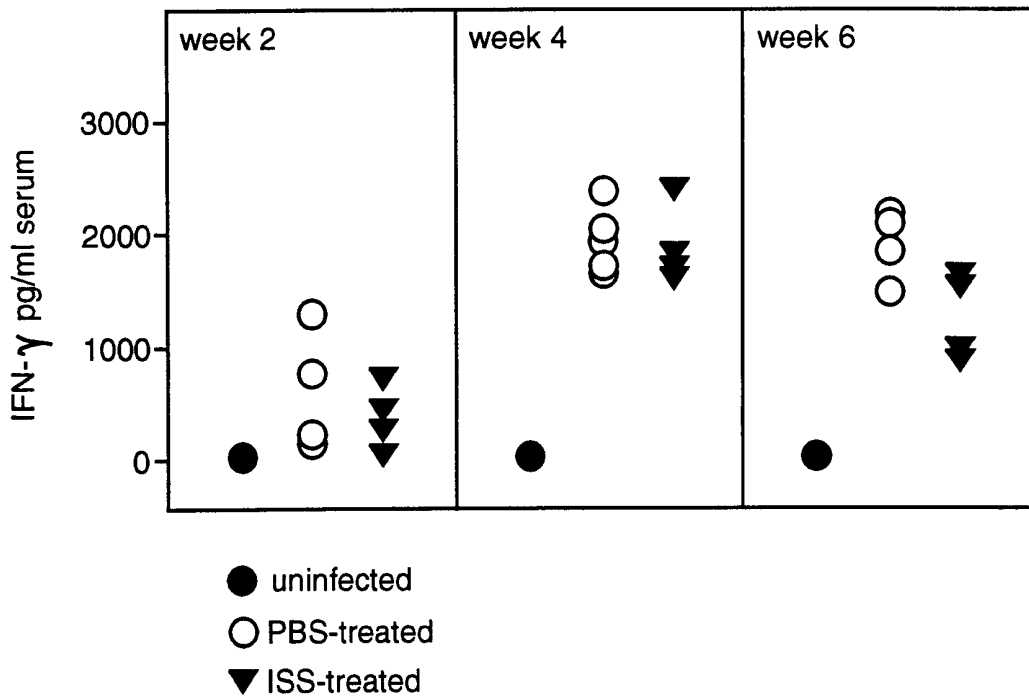 week 2
week 4
week 6
3000
2000
1000
0
IFN-γ pg/ml serum
uninfected
PBS-treated
ISS-treated